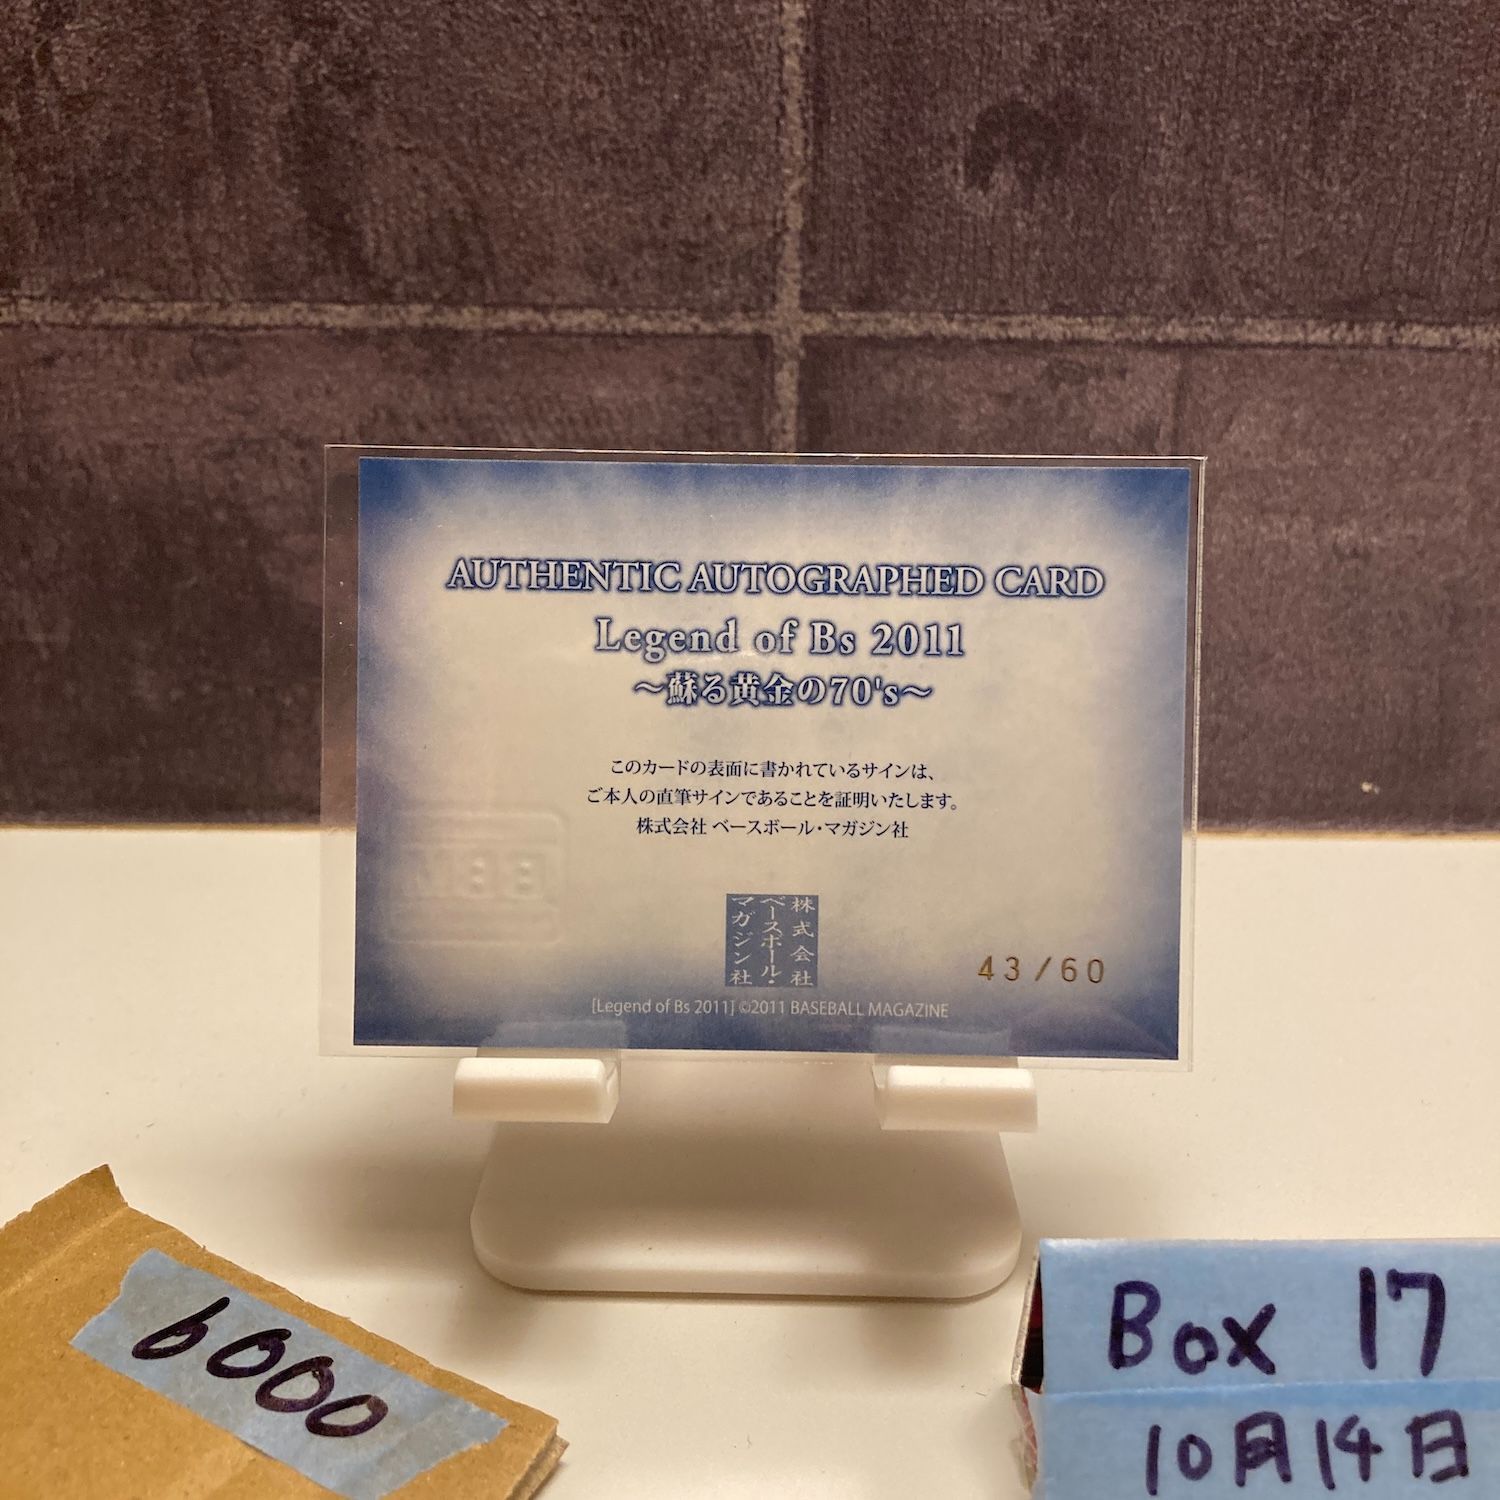 AUTHENTIC AUTOGRAPHED CARD
Legend of Bs 2011
〜蘇る黄金の70's〜
このカードの表面に書かれているサインは、
ご本人の直筆サインであることを証明いたします。
株式会社 ベースボール・マガジン社
株式会社
ベースボール・
マガジン社
43/60
[Legend of Bs 2011] ©2011 BASEBALL MAGAZINE
6000
Box 17
10月14日